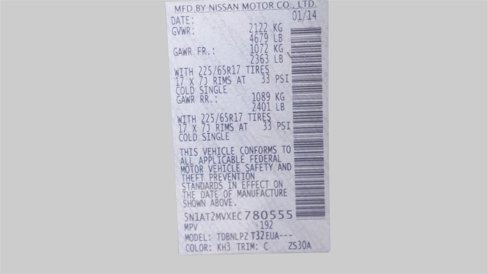 MFD.BY NISSAN MOTOR CO., LTD.
DATE: 01/14
GVWR: 2122 KG
4679 LB
GAWR FR.: 1072 KG
2363 LB
WITH 225/65R17 TIRES
17 X 7J RIMS AT 33 PSI
COLD SINGLE
GAWR RR.: 1089 KG
2401 LB
WITH 225/65R17 TIRES
17 X 7J RIMS AT 33 PSI
COLD SINGLE
THIS VEHICLE CONFORMS TO
ALL APPLICABLE FEDERAL
MOTOR VEHICLE SAFETY AND
THEFT PREVENTION
STANDARDS IN EFFECT ON
THE DATE OF MANUFACTURE
SHOWN ABOVE.
5N1AT2MVXEC780555
MPV 192
MODEL: TDBNLPZ T32EUA---
COLOR: KH3 TRIM: C ZS30A